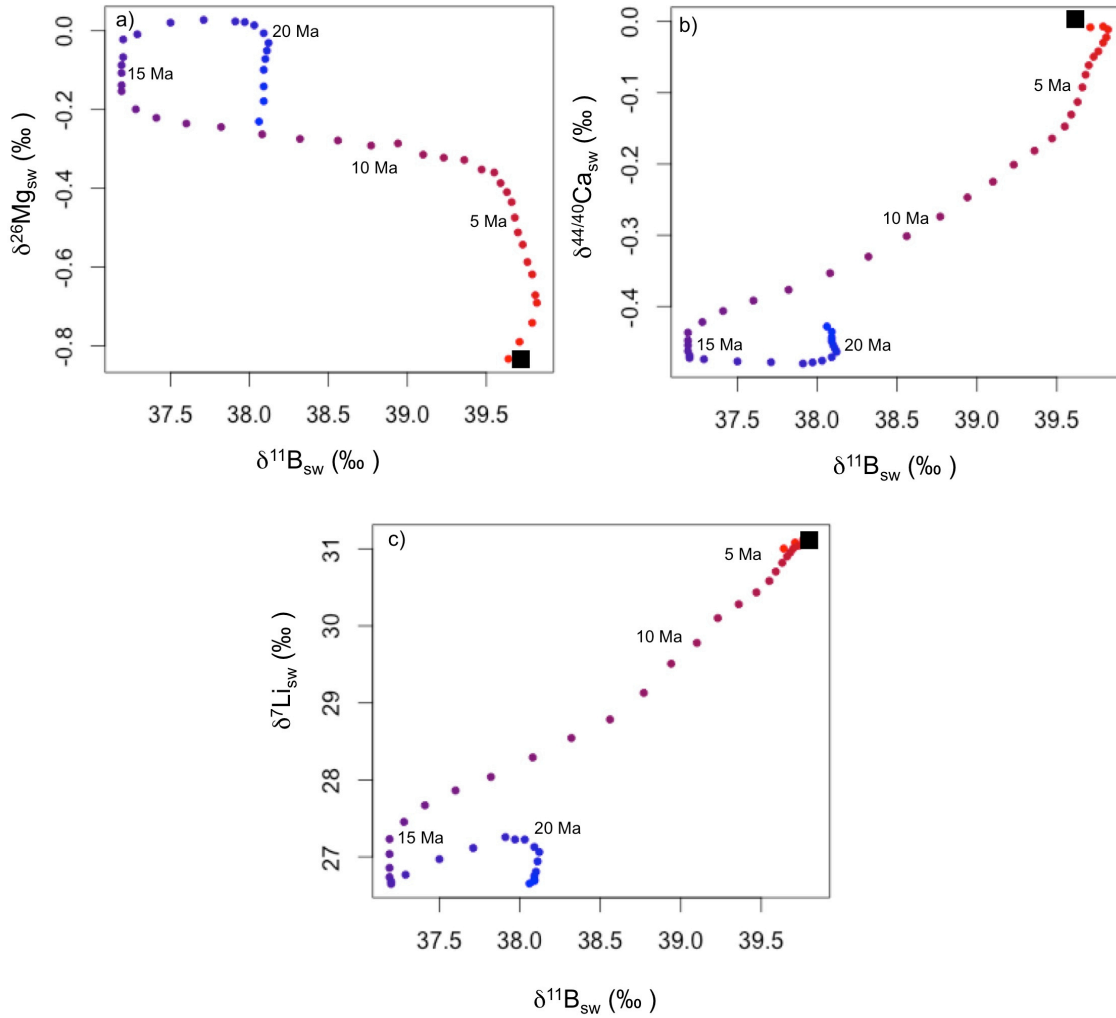 a)
0.0
-0.2
-0.4
-0.6
-0.8
δ²⁶Mgsw (‰)
20 Ma
15 Ma
10 Ma
5 Ma
37.5 38.0 38.5 39.0 39.5
δ¹¹Bsw (‰ )
b)
0.0
-0.1
-0.2
-0.3
-0.4
δ⁴⁴/⁴⁰Casw (‰)
5 Ma
10 Ma
15 Ma
20 Ma
37.5 38.0 38.5 39.0 39.5
δ¹¹Bsw (‰ )
c)
31
30
29
28
27
δ⁷Lisw (‰ )
5 Ma
10 Ma
20 Ma
15 Ma
37.5 38.0 38.5 39.0 39.5
δ¹¹Bsw (‰ )